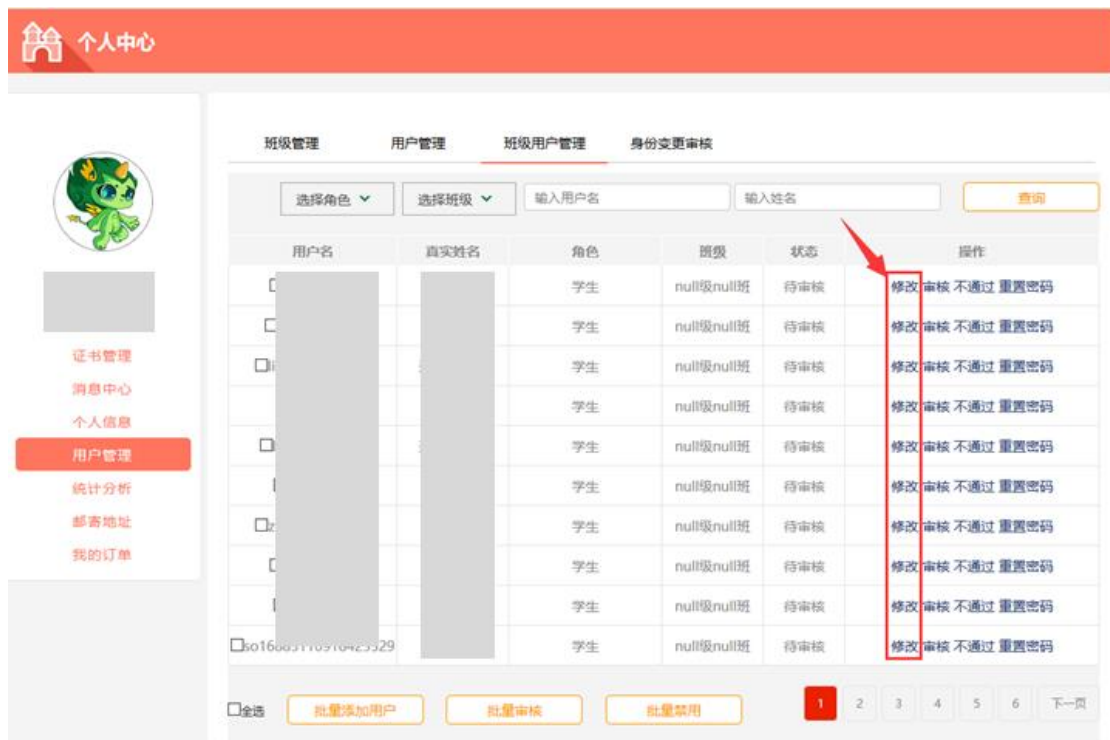 个人中心
班级管理 用户管理 班级用户管理 身份变更审核
选择角色 选择班级 输入用户名 输入姓名 查询
用户名 真实姓名 角色 班级 状态 操作
学生 null级null班 待审核 修改 审核 不通过 重置密码
学生 null级null班 待审核 修改 审核 不通过 重置密码
学生 null级null班 待审核 修改 审核 不通过 重置密码
学生 null级null班 待审核 修改 审核 不通过 重置密码
学生 null级null班 待审核 修改 审核 不通过 重置密码
学生 null级null班 待审核 修改 审核 不通过 重置密码
学生 null级null班 待审核 修改 审核 不通过 重置密码
学生 null级null班 待审核 修改 审核 不通过 重置密码
学生 null级null班 待审核 修改 审核 不通过 重置密码
学生 null级null班 待审核 修改 审核 不通过 重置密码
证书管理
消息中心
个人信息
用户管理
统计分析
邮寄地址
我的订单
全选 批量添加用户 批量审核 批量禁用 1 2 3 4 5 6 下一页